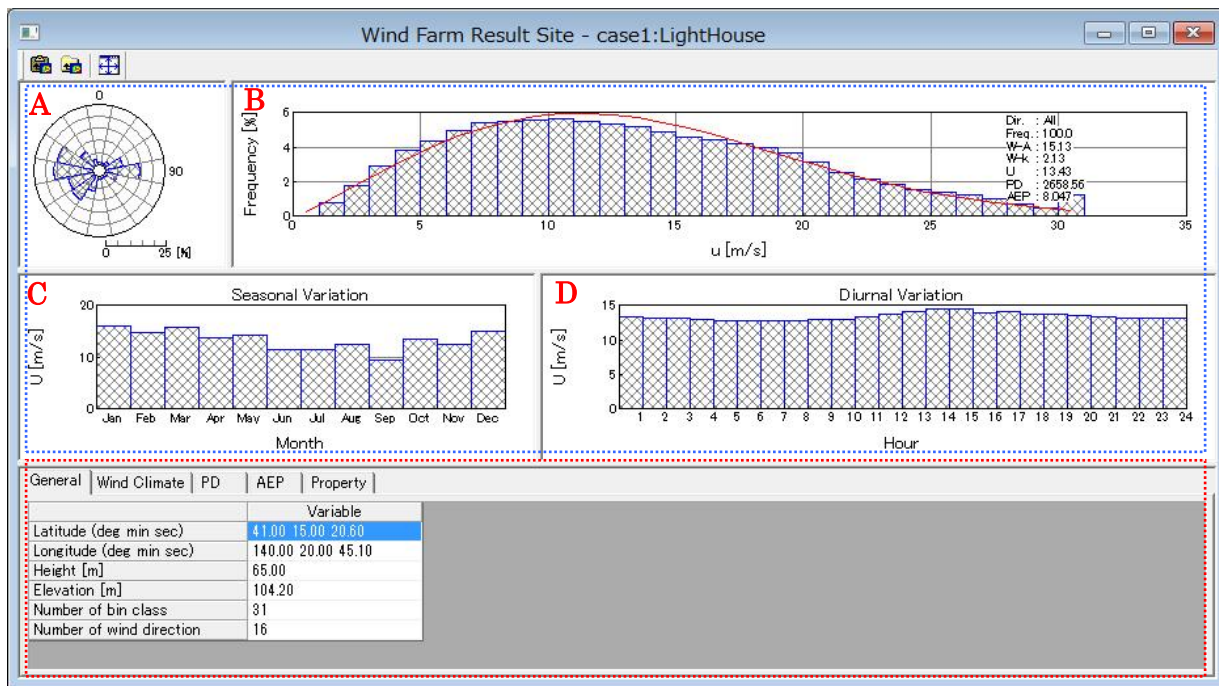 Wind Farm Result Site - case1:LightHouse
A
0
90
0 25 [%]
B
Frequency [%]
6
4
2
0
0 5 10 15 20 25 30 35
u [m/s]
Dir. : All
Freq. : 100.0
W-A : 15.13
W-k : 2.13
U : 13.43
PD : 2658.56
AEP : 8.047
C
Seasonal Variation
U [m/s]
20
10
0
Jan Feb Mar Apr May Jun Jul Aug Sep Oct Nov Dec
Month
D
Diurnal Variation
U [m/s]
15
10
5
0
1 2 3 4 5 6 7 8 9 10 11 12 13 14 15 16 17 18 19 20 21 22 23 24
Hour
General Wind Climate PD AEP Property
Variable
Latitude (deg min sec) 41.00 15.00 20.60
Longitude (deg min sec) 140.00 20.00 45.10
Height [m] 65.00
Elevation [m] 104.20
Number of bin class 31
Number of wind direction 16